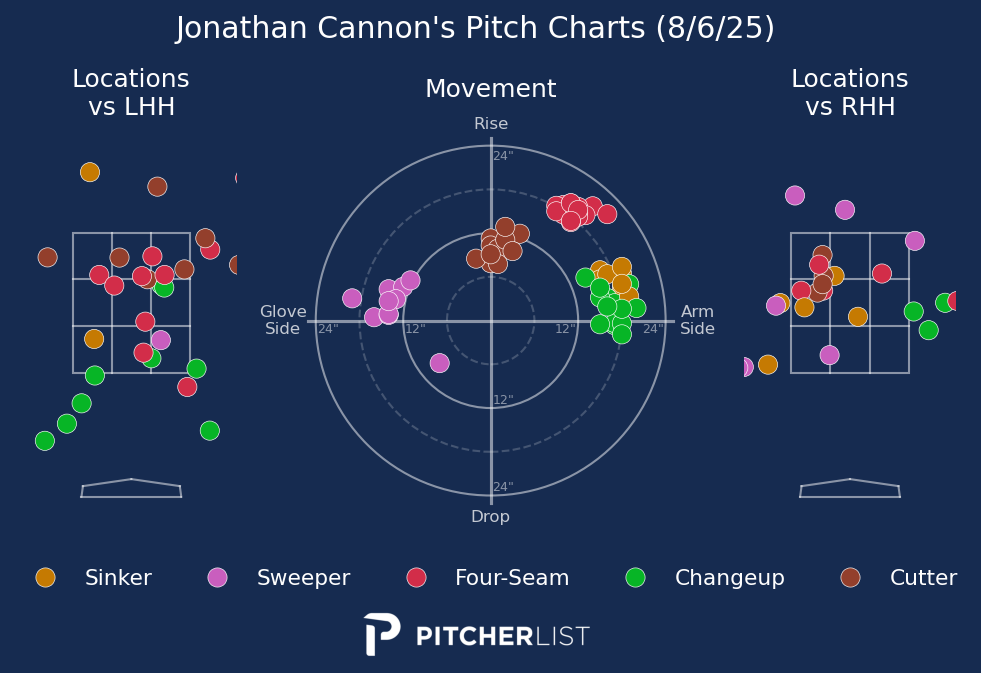 Jonathan Cannon's Pitch Charts (8/6/25)
Locations
vs LHH
Movement
Locations
vs RHH
Rise
24"
Glove
Side
24"
12"
12"
24"
Arm
Side
12"
24"
Drop
Sinker
Sweeper
Four-Seam
Changeup
Cutter
PITCHERLIST